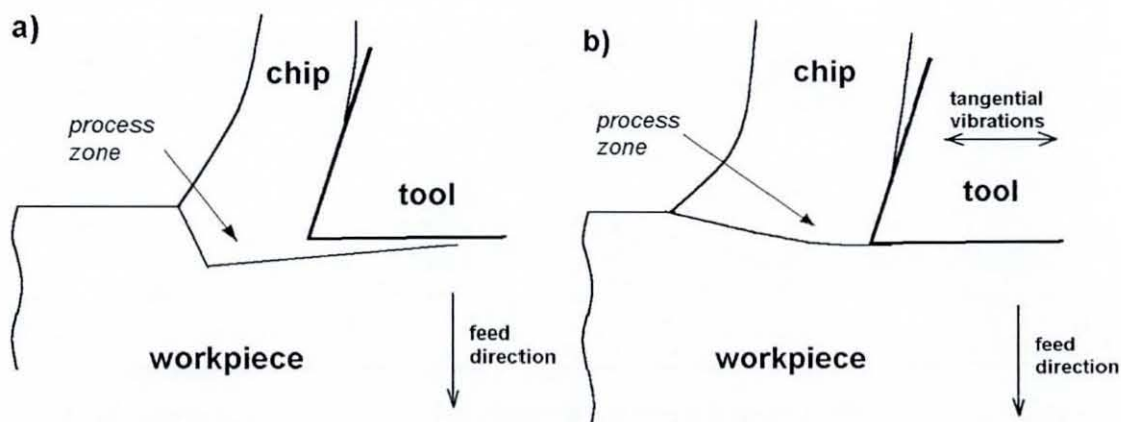 a)
chip
process
zone
tool
workpiece
feed
direction
b)
chip
tangential
vibrations
process
zone
tool
workpiece
feed
direction